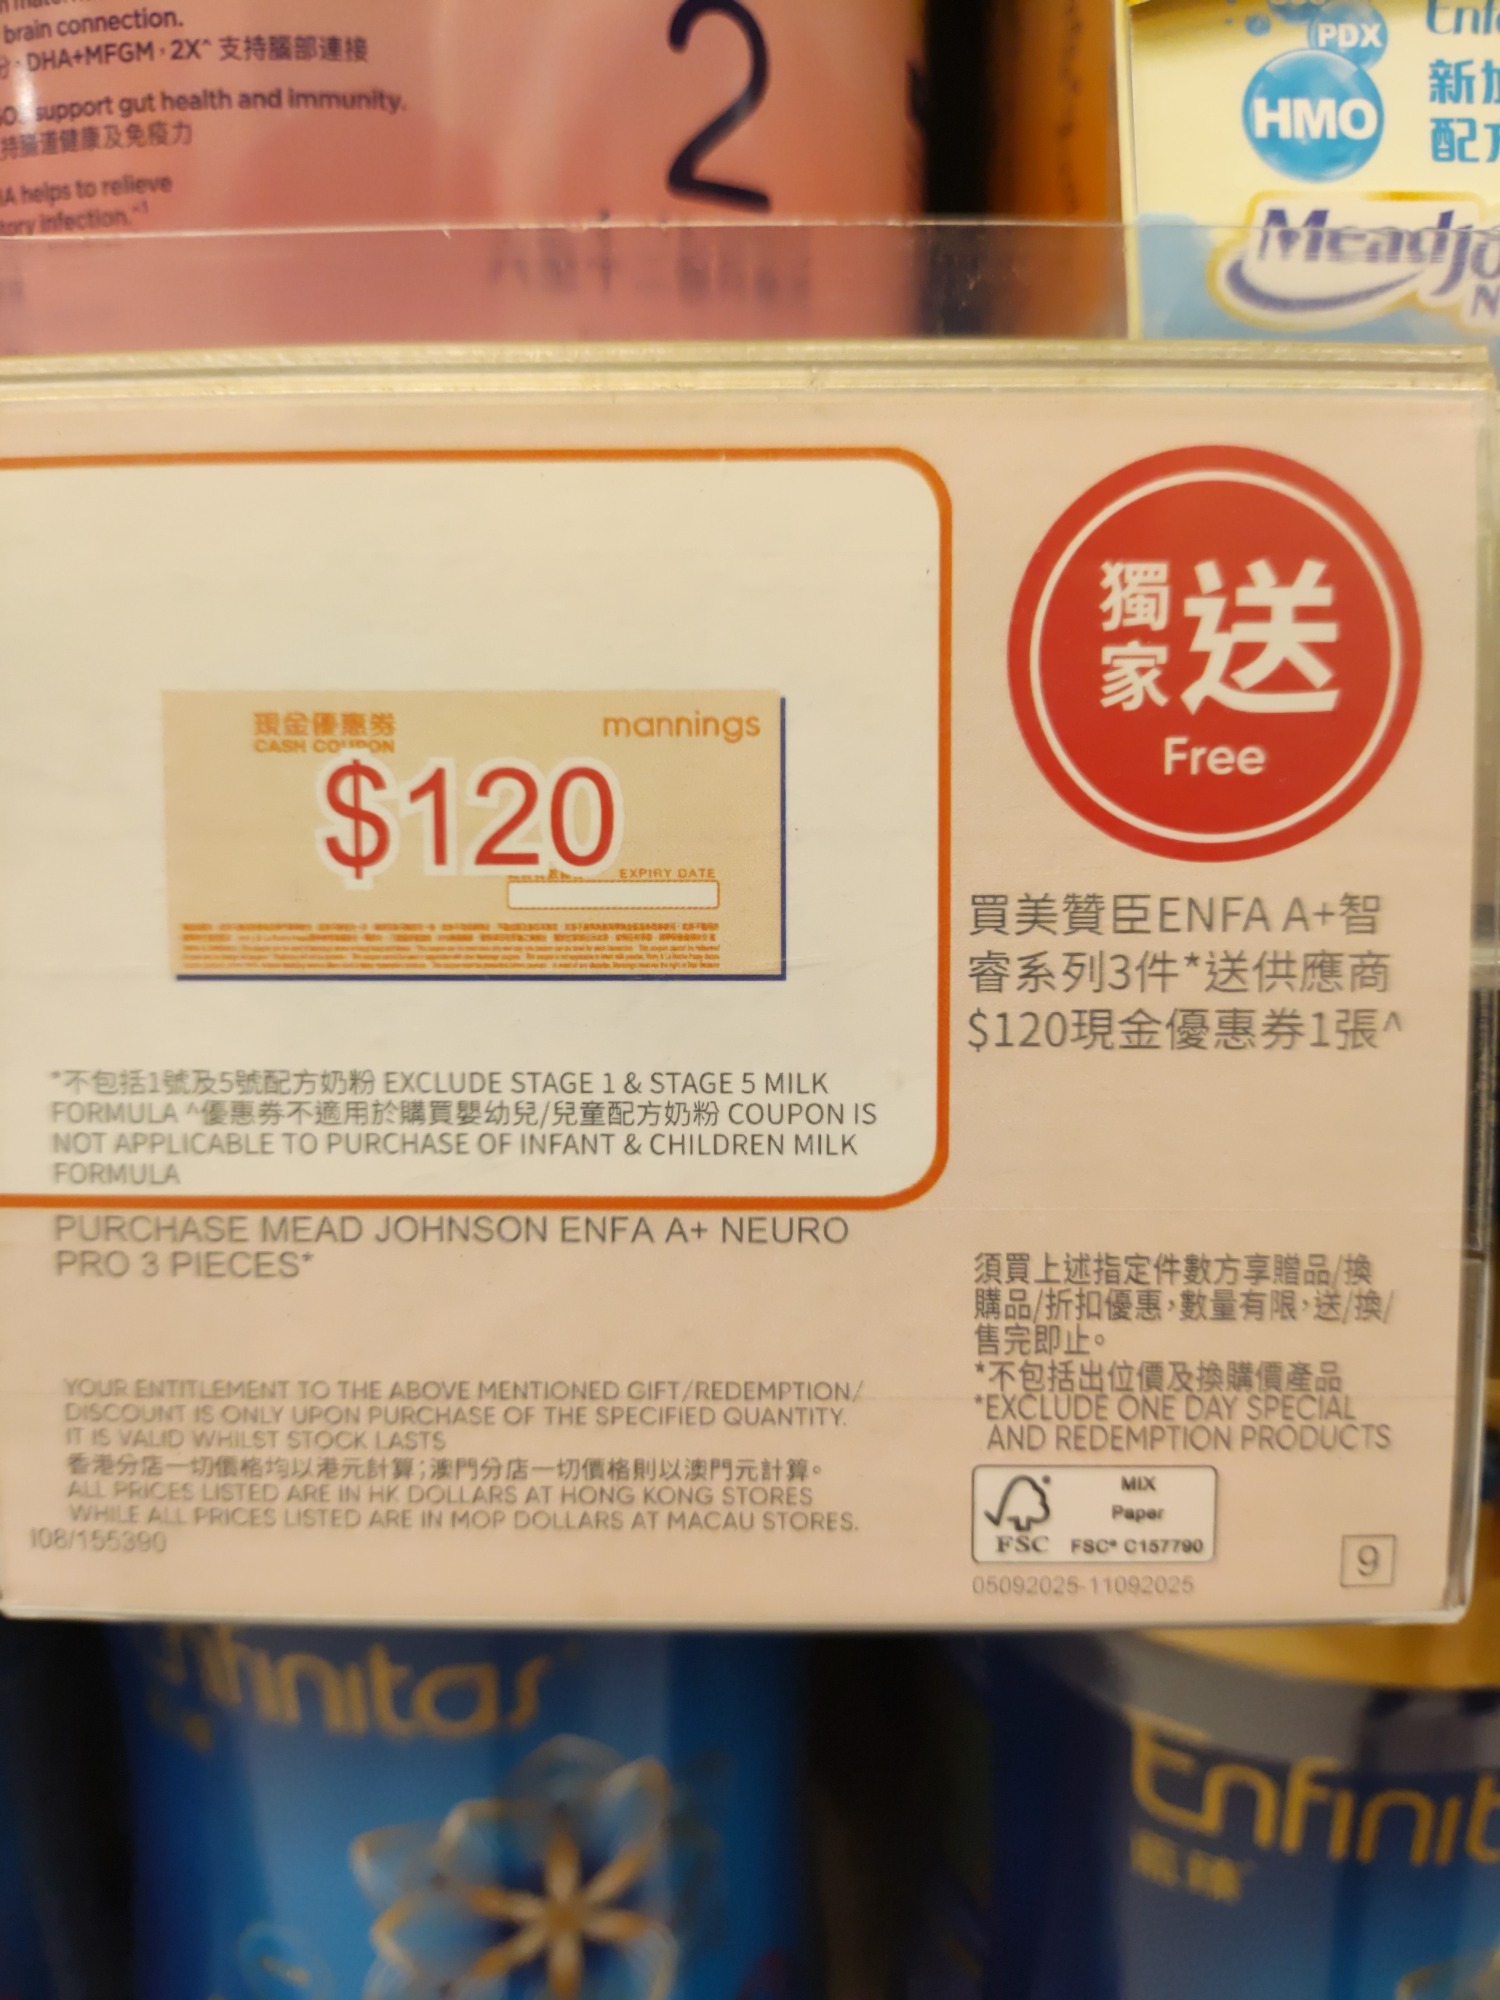 brain connection.
DHA+MFGM，2X^ 支持腦部連接
support gut health and immunity.
持腸道健康及免疫力
helps to relieve
infection.
2
PDX
HMO
新加
配方
MeadJo
獨家送
Free
現金優惠券
CASH COUPON
mannings
$120
EXPIRY DATE
買美贊臣ENFA A+智
睿系列3件*送供應商
$120現金優惠券1張^
*不包括1號及5號配方奶粉 EXCLUDE STAGE 1 & STAGE 5 MILK
FORMULA ^優惠券不適用於購買嬰幼兒/兒童配方奶粉 COUPON IS
NOT APPLICABLE TO PURCHASE OF INFANT & CHILDREN MILK
FORMULA
PURCHASE MEAD JOHNSON ENFA A+ NEURO
PRO 3 PIECES*
須買上述指定件數方享贈品/換
購品/折扣優惠，數量有限，送/換/
售完即止。
*不包括出位價及換購價產品
*EXCLUDE ONE DAY SPECIAL
AND REDEMPTION PRODUCTS
YOUR ENTITLEMENT TO THE ABOVE MENTIONED GIFT/REDEMPTION/
DISCOUNT IS ONLY UPON PURCHASE OF THE SPECIFIED QUANTITY.
IT IS VALID WHILST STOCK LASTS
香港分店一切價格均以港元計算；澳門分店一切價格則以澳門元計算。
ALL PRICES LISTED ARE IN HK DOLLARS AT HONG KONG STORES
WHILE ALL PRICES LISTED ARE IN MOP DOLLARS AT MACAU STORES.
108/155390
MIX
Paper
FSC FSC® C157790
05092025-11092025
9
nfinitas
Enfinit